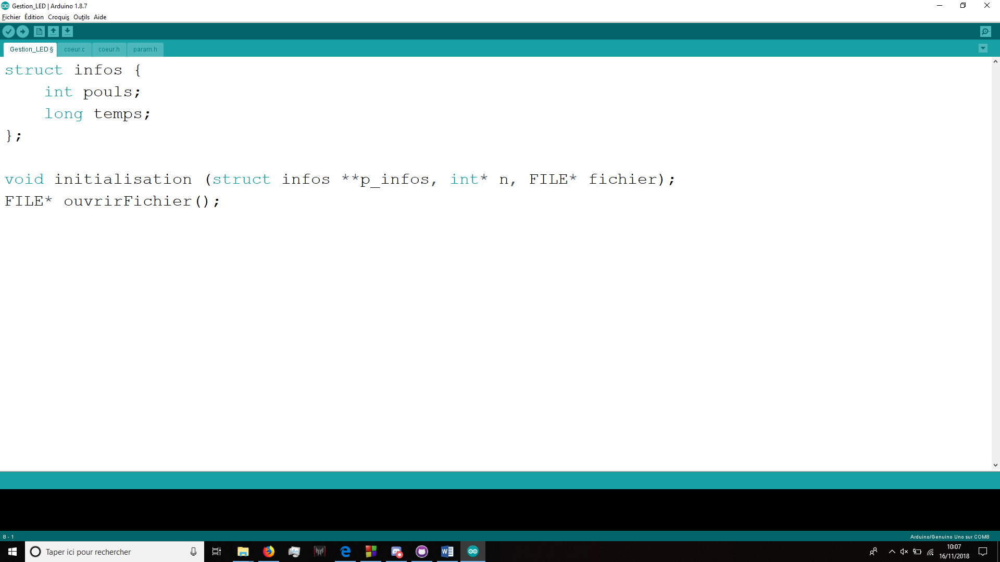 Gestion_LED | Arduino 1.8.7
Fichier Édition Croquis Outils Aide
Gestion_LED § coeur.c coeur.h param.h
struct infos {
    int pouls;
    long temps;
};
void initialisation (struct infos **p_infos, int* n, FILE* fichier);
FILE* ouvrirFichier();
8 - 1
Arduino/Genuino Uno sur COM8
Taper ici pour rechercher
10:07
16/11/2018